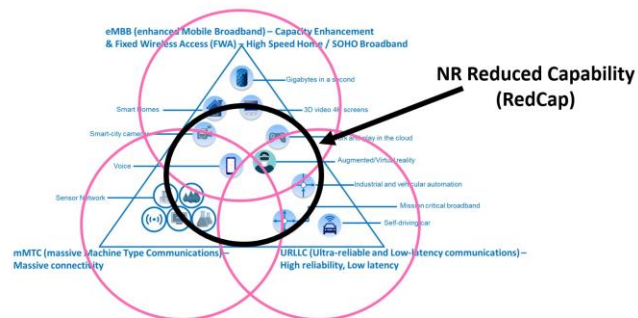 eMBB (enhanced Mobile Broadband) – Capacity Enhancement
& Fixed Wireless Access (FWA) – High Speed Home / SOHO Broadband
NR Reduced Capability
(RedCap)
Gigabytes in a second
Smart Homes
3D video 4K screens
Smart-city cameras
and play in the cloud
Voice
Augmented/Virtual reality
Industrial and vehicular automation
Sensor Network
Mission critical broadband
Self-driving car
mMTC (massive Machine Type Communications) –
Massive connectivity
URLLC (Ultra-reliable and Low-latency communications) –
High reliability, Low latency